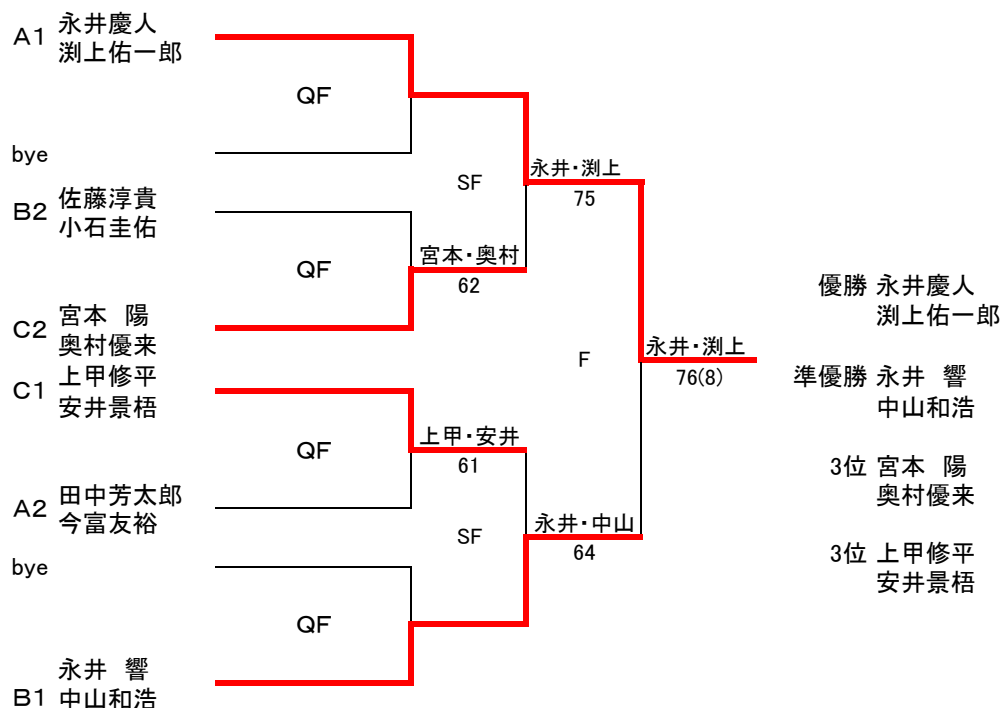 A1 永井慶人
渕上佑一郎
QF
bye
SF
永井・渕上
75
B2 佐藤淳貴
小石圭佑
QF
宮本・奥村
62
C2 宮本 陽
奥村優来
F
永井・渕上
76(8)
C1 上甲修平
安井景梧
QF
上甲・安井
61
A2 田中芳太郎
今富友裕
SF
永井・中山
64
bye
QF
B1 永井 響
中山和浩
優勝 永井慶人
渕上佑一郎
準優勝 永井 響
中山和浩
3位 宮本 陽
奥村優来
3位 上甲修平
安井景梧